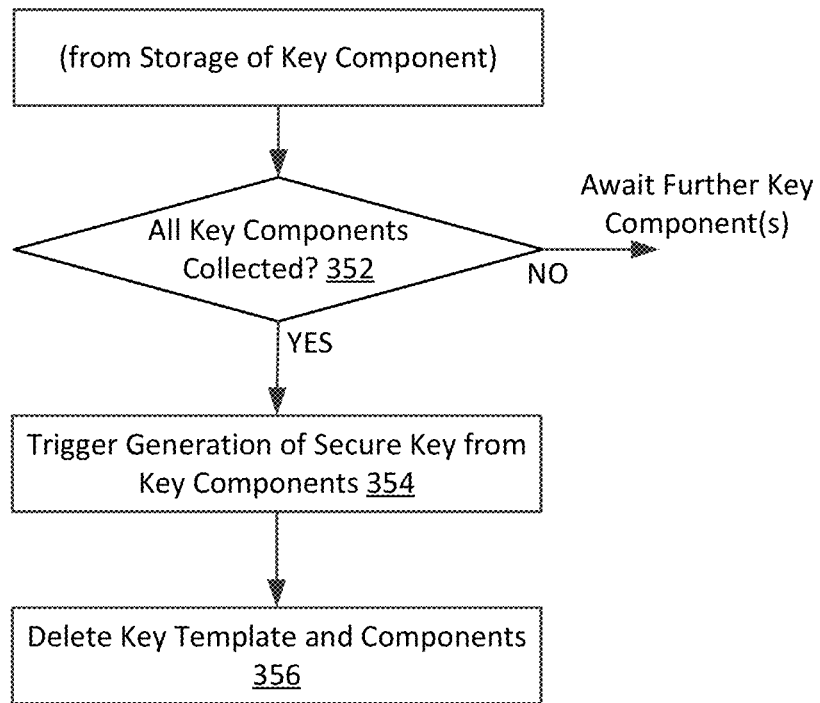 (from Storage of Key Component)
All Key Components
Collected? 352
Await Further Key
Component(s)
NO
YES
Trigger Generation of Secure Key from
Key Components 354
Delete Key Template and Components
356